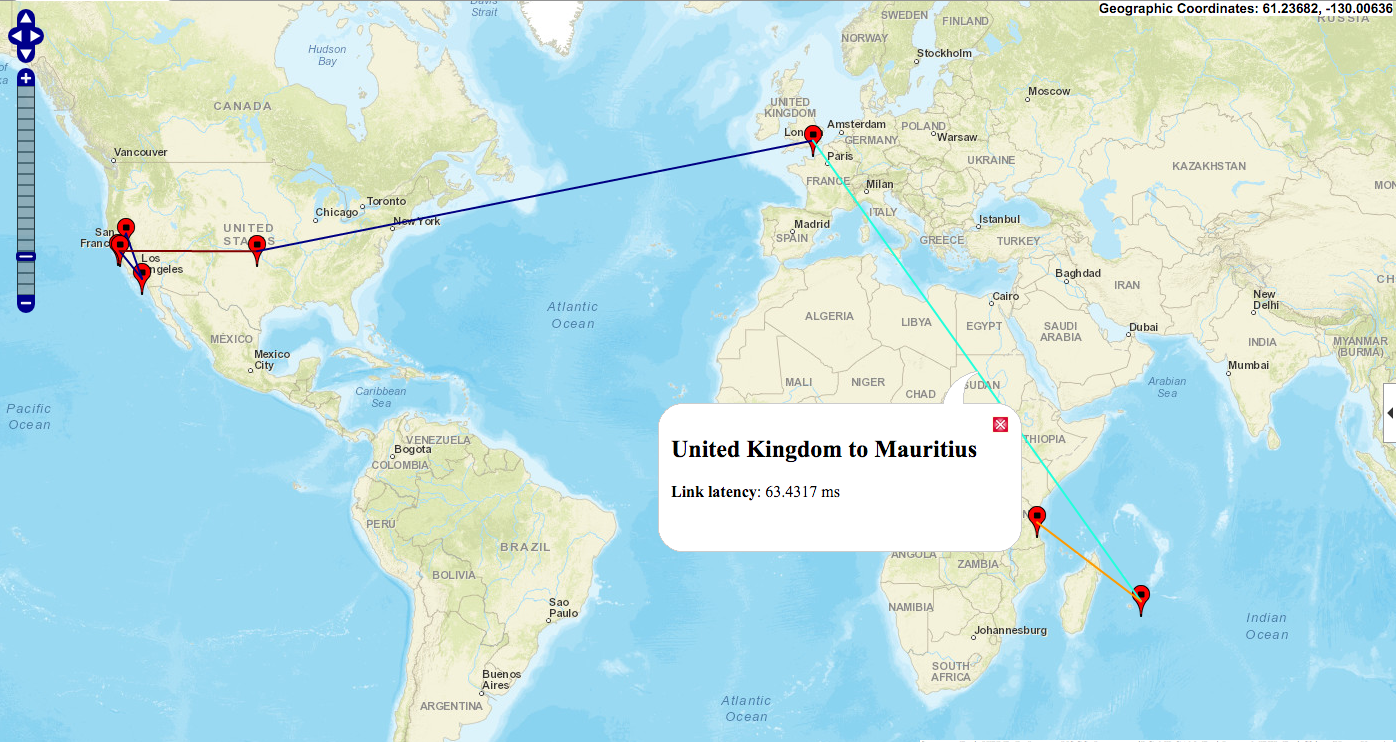 Geographic Coordinates: 61.23682, -130.00636
Davis
Strait
SWEDEN
FINLAND
RUSSIA
NORWAY
Hudson
Bay
Stockholm
Moscow
CANADA
UNITED
KINGDOM
Amsterdam
POLAND
Lon
GERMANY
Warsaw
Vancouver
Paris
UKRAINE
KAZAKHSTAN
FRANCE
Milan
MON
Toronto
Chicago
ITALY
New York
Madrid
Istanbul
UNITED
STATES
SPAIN
GREECE
TURKEY
San
Franc
Los
ngeles
Baghdad
IRAN
CH
New
Delhi
Cairo
Atlantic
Ocean
ALGERIA
LIBYA
EGYPT
SAUDI
ARABIA
Dubai
MÉXICO
INDIA
MYANMAR
(BURMA)
Mexico
City
Mumbai
MALI
NIGER
CHAD
SUDAN
Arabian
Sea
Caribbean
Sea
Pacific
Ocean
VENEZUELA
Bogota
COLOMBIA
THIOPIA
United Kingdom to Mauritius
Link latency: 63.4317 ms
PERU
BRAZIL
ANGOLA
ZAMBIA
BOLIVIA
Sao
Paulo
NAMIBIA
Johannesburg
Indian
Ocean
SOUTH
AFRICA
Buenos
Aires
ARGENTINA
Atlantic
Ocean